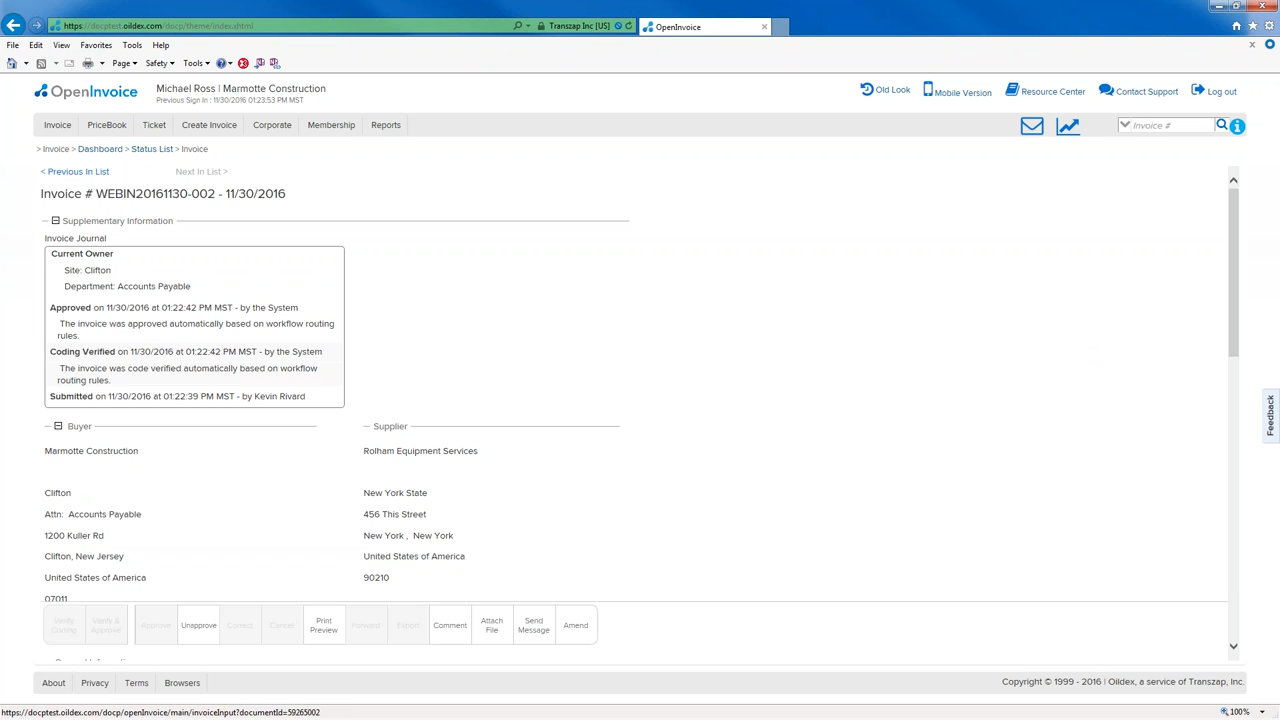 https://docptest.oildex.com/docp/theme/index.ahtml
Transzap Inc [US]
OpenInvoice
File Edit View Favorites Tools Help
Page Safety Tools
OpenInvoice
Michael Ross | Marmotte Construction
Previous Sign In : 11/30/2016 01:23:53 PM MST
Old Look
Mobile Version
Resource Center
Contact Support
Log out
Invoice PriceBook Ticket Create Invoice Corporate Membership Reports
Invoice #
> Invoice > Dashboard > Status List > Invoice
< Previous In List
Next In List >
Invoice # WEBIN20161130-002 - 11/30/2016
Supplementary Information
Invoice Journal
Current Owner
Site: Clifton
Department: Accounts Payable
Approved on 11/30/2016 at 01:22:42 PM MST - by the System
The invoice was approved automatically based on workflow routing
rules.
Coding Verified on 11/30/2016 at 01:22:42 PM MST - by the System
The invoice was code verified automatically based on workflow
routing rules.
Submitted on 11/30/2016 at 01:22:39 PM MST - by Kevin Rivard
Feedback
Buyer
Supplier
Marmotte Construction
Rolham Equipment Services
Clifton
New York State
Attn: Accounts Payable
456 This Street
1200 Kuller Rd
New York , New York
Clifton, New Jersey
United States of America
United States of America
90210
07011
Verify Coding
Verify & Approve
Approve
Unapprove
Correct
Cancel
Print Preview
Forward
Export
Comment
Attach File
Send Message
Amend
About Privacy Terms Browsers
Copyright © 1999 - 2016 | Oildex, a service of Transzap, Inc.
https://docptest.oildex.com/docp/openInvoice/main/invoiceInput?documentId=59265002
100%